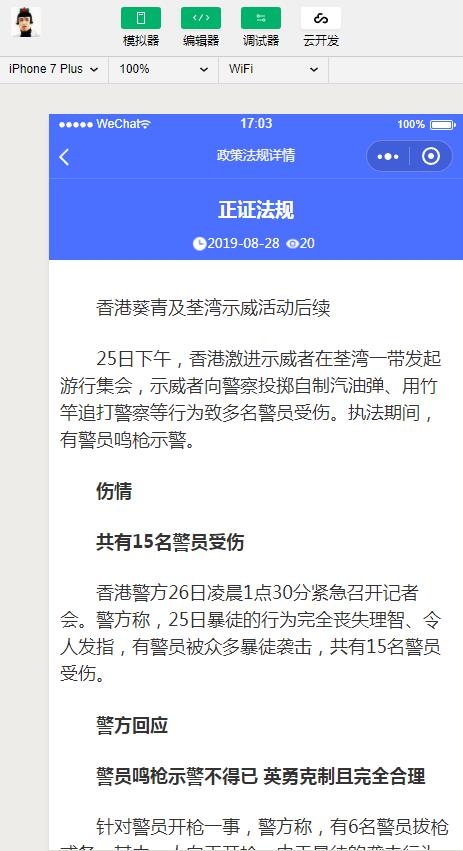 模拟器 编辑器 调试器 云开发
iPhone 7 Plus 100% WiFi
WeChat 17:03 100%
政策法规详情
正证法规
2019-08-28 20
香港葵青及荃湾示威活动后续
25日下午，香港激进示威者在荃湾一带发起
游行集会，示威者向警察投掷自制汽油弹、用竹
竿追打警察等行为致多名警员受伤。执法期间，
有警员鸣枪示警。
伤情
共有15名警员受伤
香港警方26日凌晨1点30分紧急召开记者
会。警方称，25日暴徒的行为完全丧失理智、令
人发指，有警员被众多暴徒袭击，共有15名警员
受伤。
警方回应
警员鸣枪示警不得已 英勇克制且完全合理
针对警员开枪一事，警方称，有6名警员拔枪